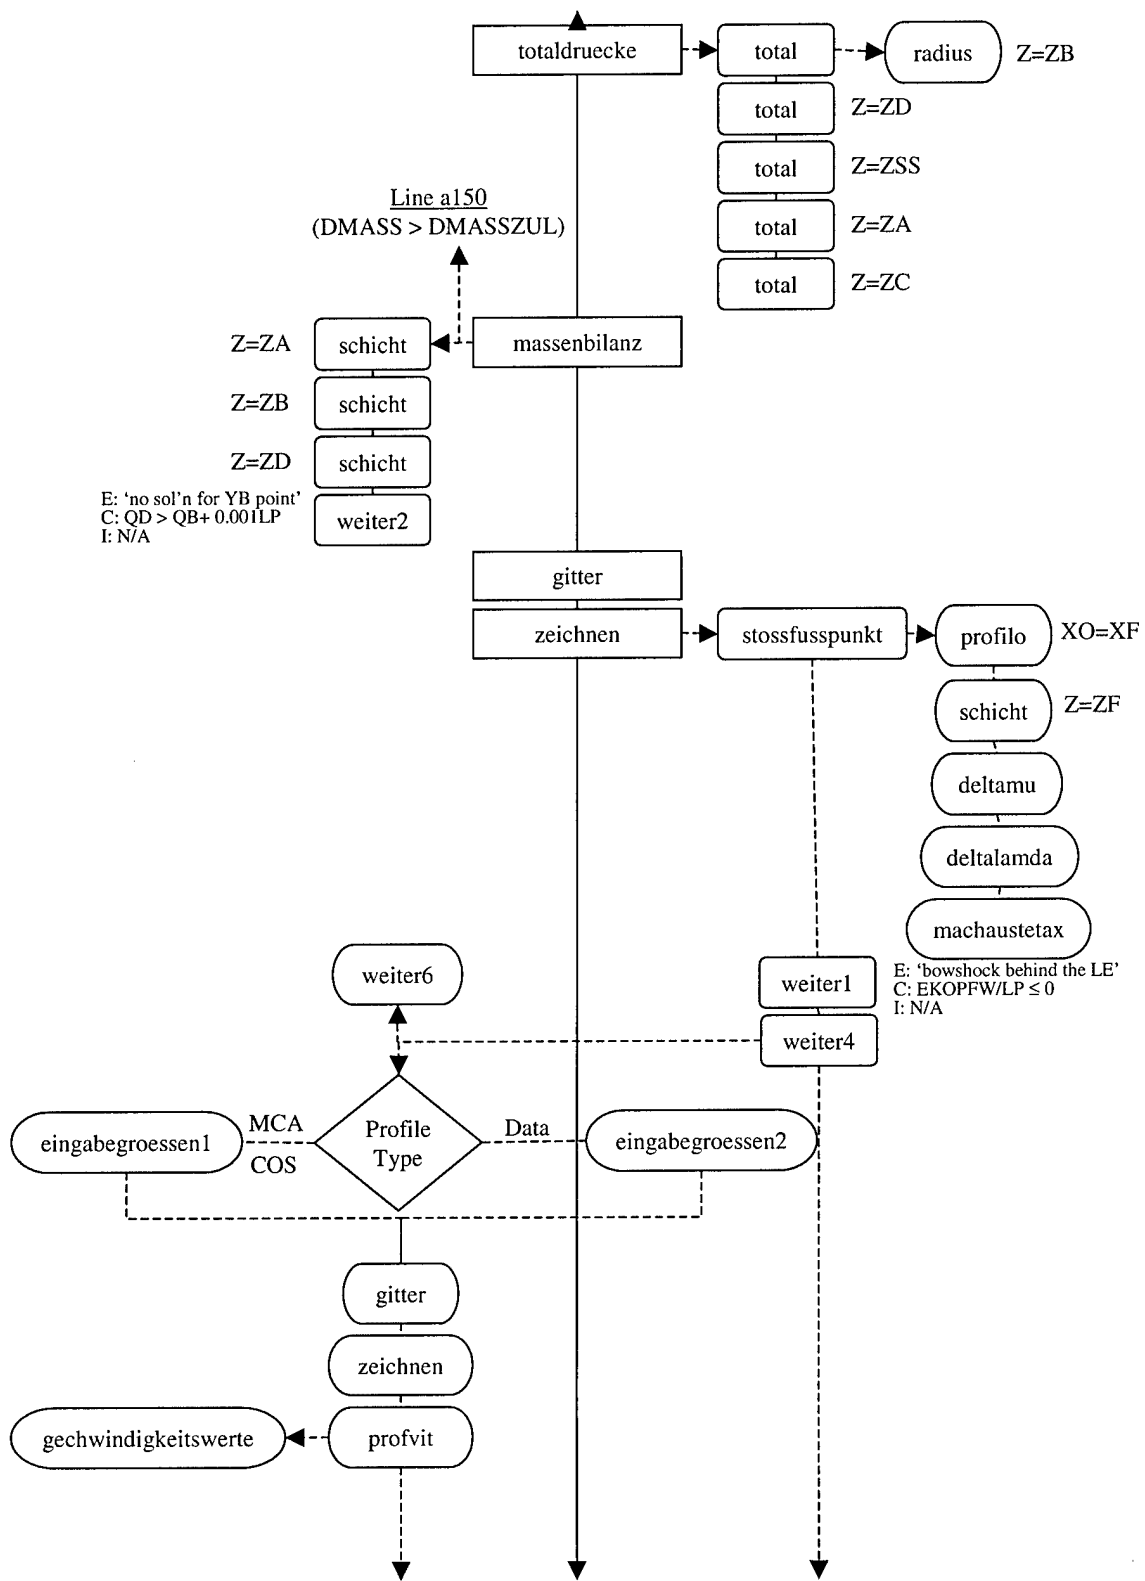 totaldruecke
total
radius
Z=ZB
total
Z=ZD
total
Z=ZSS
total
Z=ZA
total
Z=ZC
Line a150
(DMASS > DMASSZUL)
Z=ZA
schicht
massenbilanz
Z=ZB
schicht
Z=ZD
schicht
E: ‘no sol’n for YB point’
C: QD > QB+ 0.001LP
I: N/A
weiter2
gitter
zeichnen
stossfusspunkt
profilo
XO=XF
schicht
Z=ZF
deltamu
deltalamda
machaustetax
E: ‘bowshock behind the LE’
C: EKOPFW/LP ≤ 0
I: N/A
weiter6
weiter1
weiter4
eingabegroessen1
MCA
COS
Profile
Type
Data
eingabegroessen2
gitter
zeichnen
gechwindigkeitswerte
profvit